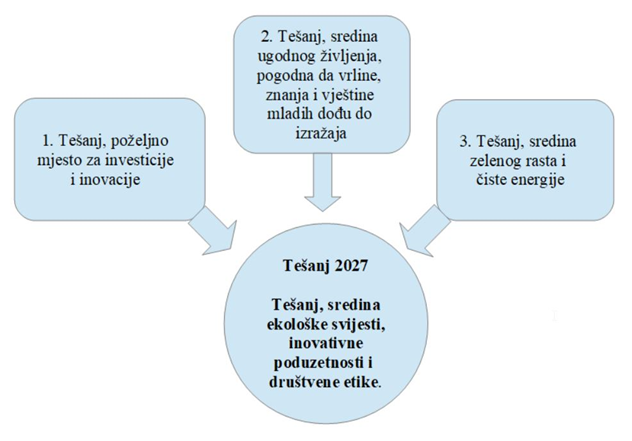 1. Tešanj, poželjno
mjesto za investicije
i inovacije
2. Tešanj, sredina
ugodnog življenja,
pogodna da vrline,
znanja i vještine
mladih dođu do
izražaja
3. Tešanj, sredina
zelenog rasta i
čiste energije
Tešanj 2027
Tešanj, sredina
ekološke svijesti,
inovativne
poduzetnosti i
društvene etike.